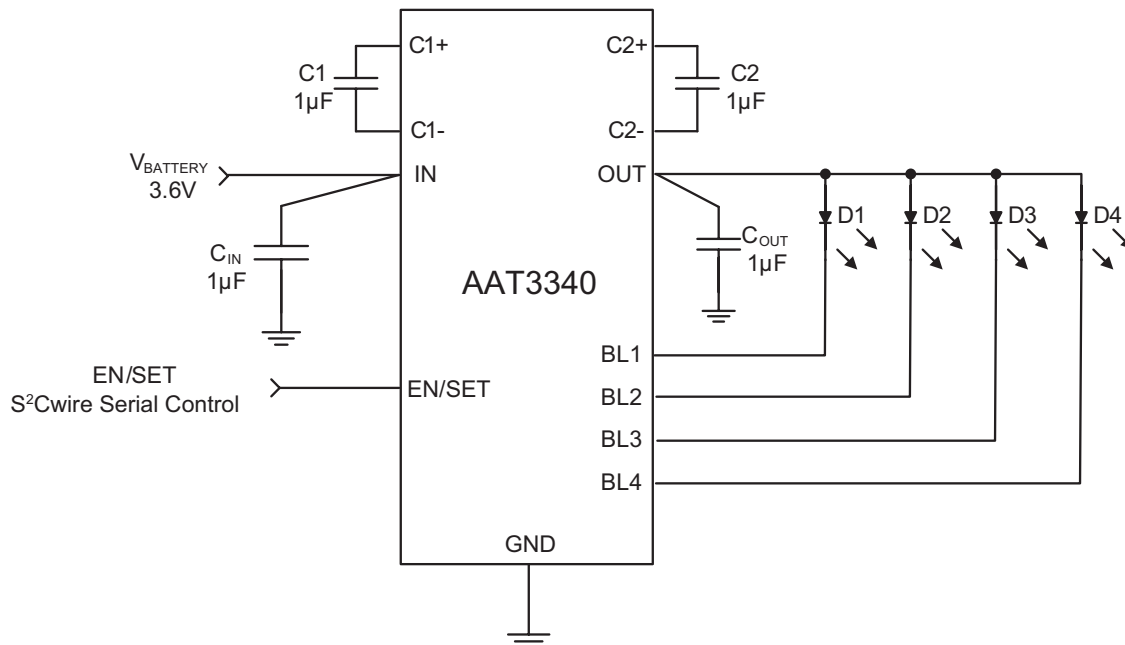 C1+
C2+
C1
1µF
C2
1µF
C1-
C2-
VBATTERY
3.6V
IN
OUT
D1
D2
D3
D4
CIN
1µF
COUT
1µF
AAT3340
BL1
EN/SET
S²Cwire Serial Control
EN/SET
BL2
BL3
BL4
GND